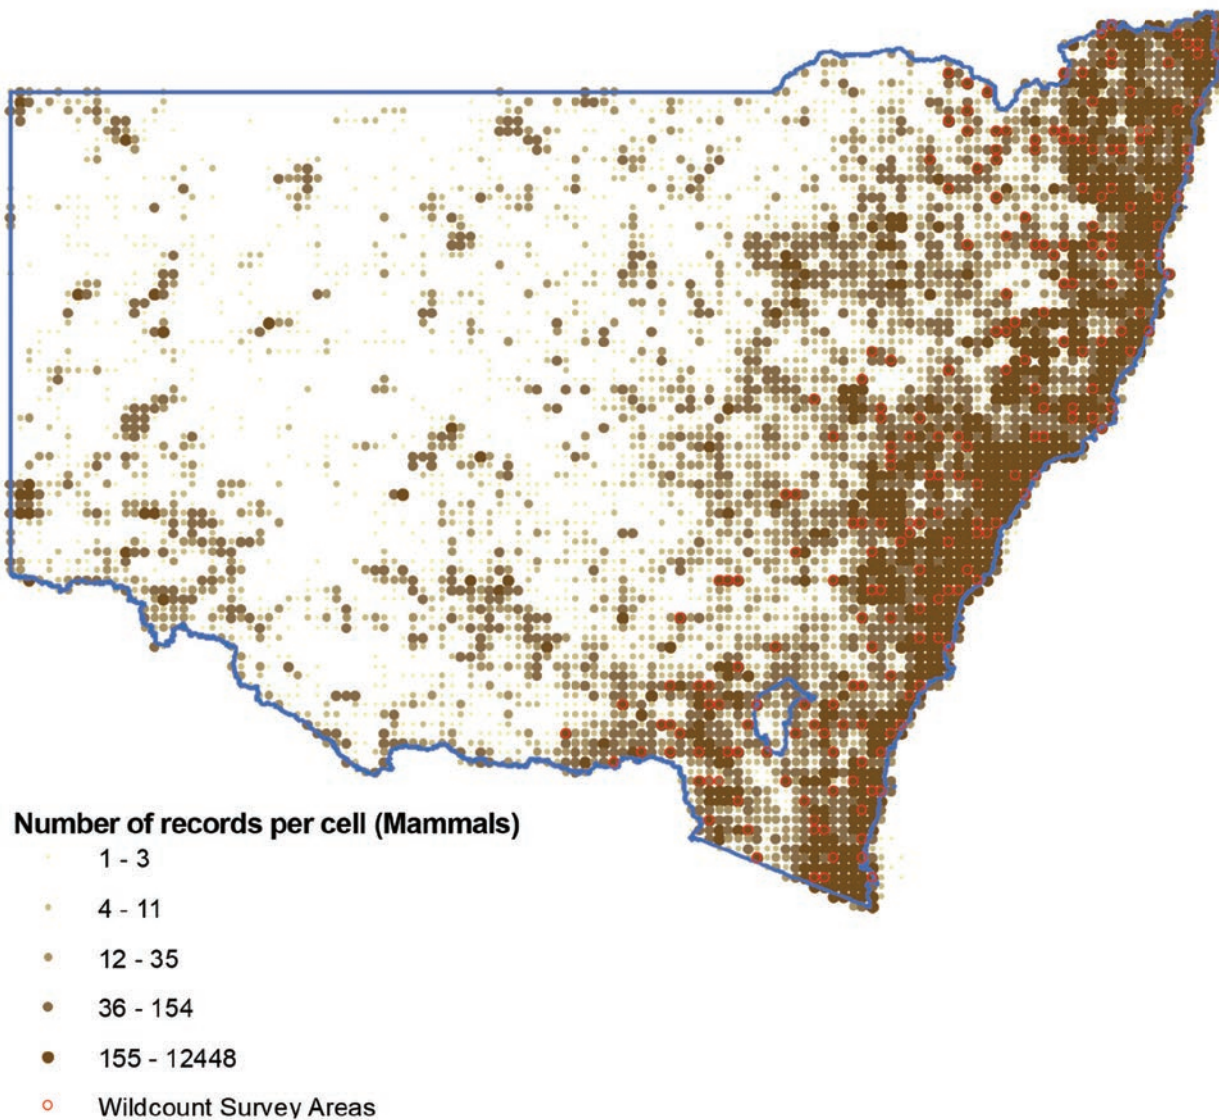 Number of records per cell (Mammals)
1 - 3
4 - 11
12 - 35
36 - 154
155 - 12448
Wildcount Survey Areas